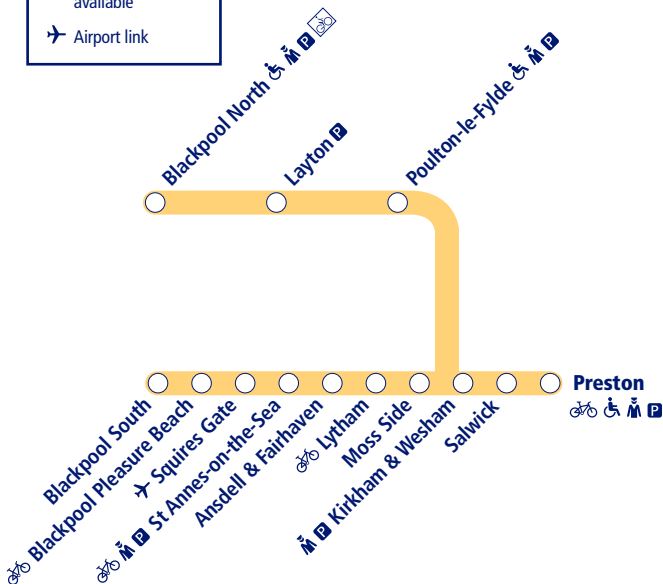 available
Airport link
Blackpool North P
Layton P
Poulton-le-Fylde P
Preston
P
Blackpool South
Blackpool Pleasure Beach
Squires Gate
P St Annes-on-the-Sea
Ansdell & Fairhaven
Lytham
Moss Side
P Kirkham & Wesham
Salwick